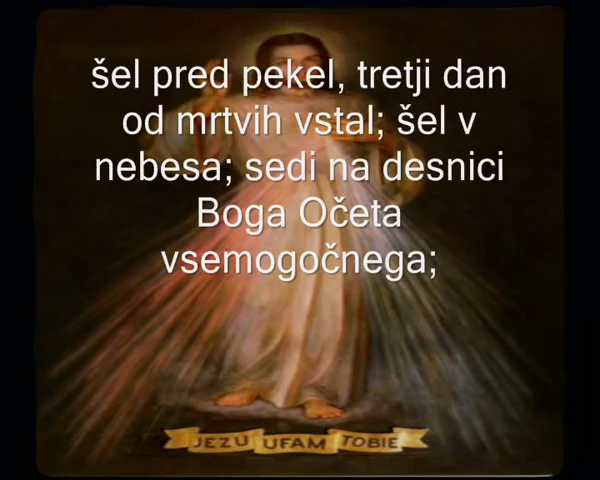 šel pred pekel, tretji dan
od mrtvih vstal; šel v
nebesa; sedi na desnici
Boga Očeta
vsemogočnega;
JEZU UFAM TOBIE